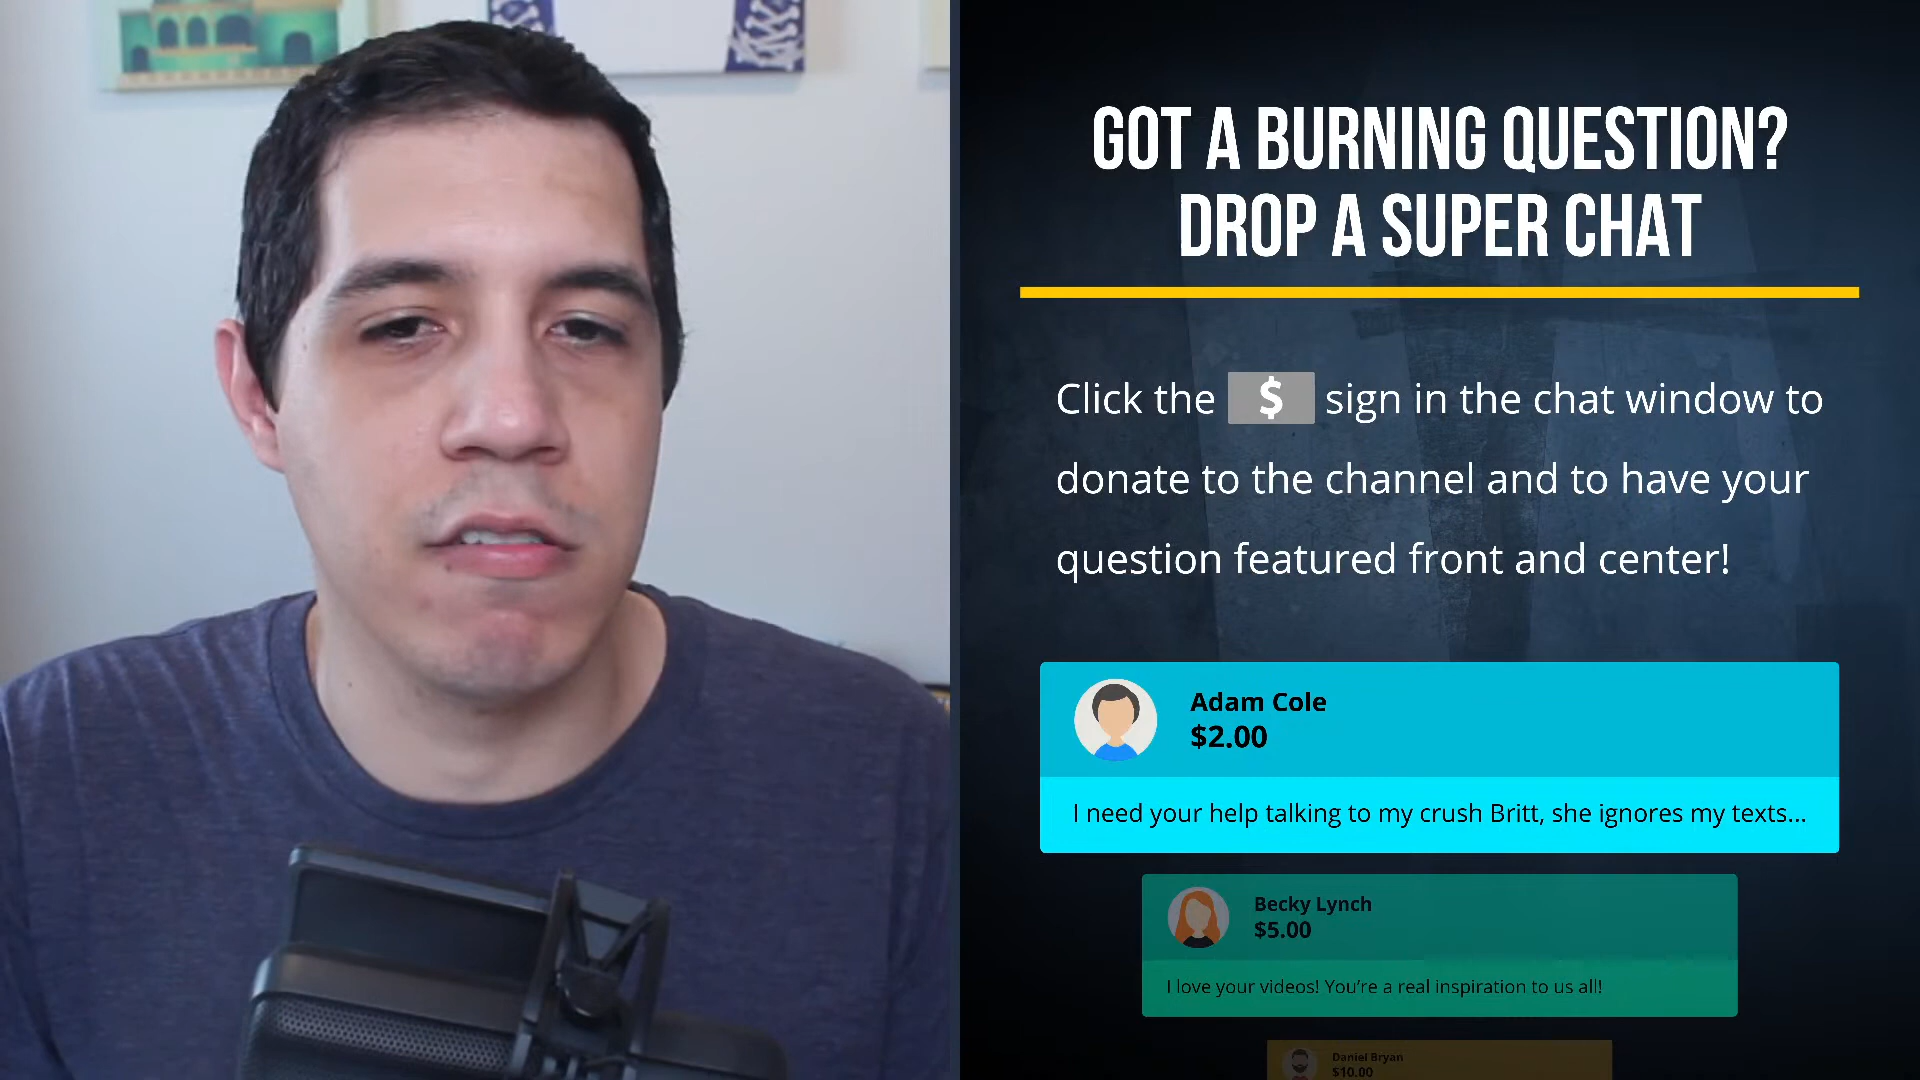 GOT A BURNING QUESTION?
DROP A SUPER CHAT
Click the $ sign in the chat window to
donate to the channel and to have your
question featured front and center!
Adam Cole
$2.00
I need your help talking to my crush Britt, she ignores my texts...
Becky Lynch
$5.00
I love your videos! You're a real inspiration to us all!
Daniel Bryan
$10.00